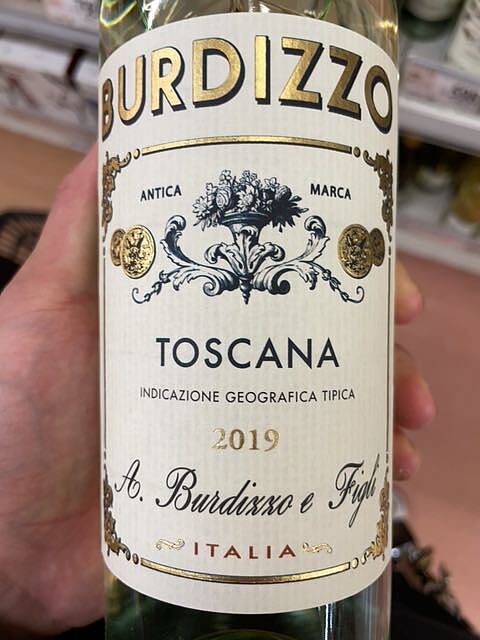 BURDIZZO
ANTICA MARCA
TOSCANA
INDICAZIONE GEOGRAFICA TIPICA
2019
A. Burdizzo e Figli
ITALIA